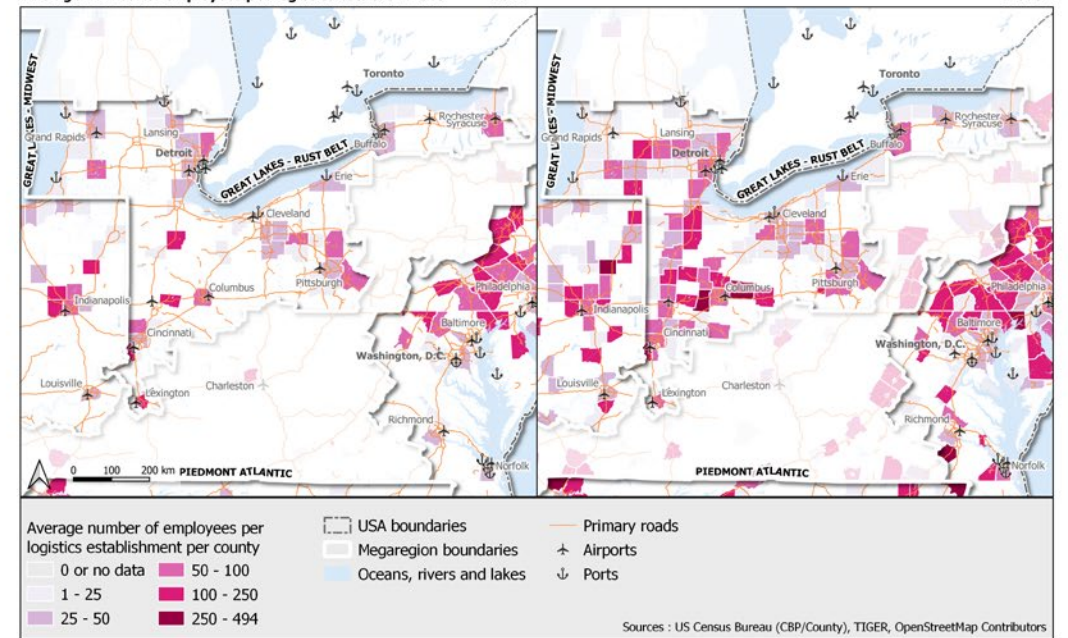 Toronto
GREAT LAKES - MIDWEST
Grand Rapids
Lansing
Detroit
Rochester
Syracuse
Buffalo
GREAT LAKES - RUST BELT
Erie
Cleveland
Pittsburgh
Columbus
Indianapolis
Philadelphia
Baltimore
Cincinnati
Washington, D.C.
Louisville
Lexington
Charleston
Richmond
Norfolk
0 100 200 km
PIEDMONT ATLANTIC
Toronto
GREAT LAKES - MIDWEST
Grand Rapids
Lansing
Detroit
Rochester
Syracuse
Buffalo
GREAT LAKES - RUST BELT
Erie
Cleveland
Pittsburgh
Columbus
Indianapolis
Philadelphia
Baltimore
Cincinnati
Washington, D.C.
Louisville
Lexington
Charleston
Richmond
Norfolk
PIEDMONT ATLANTIC
Average number of employees per
logistics establishment per county
0 or no data
1 - 25
25 - 50
50 - 100
100 - 250
250 - 494
USA boundaries
Megaregion boundaries
Oceans, rivers and lakes
Primary roads
Airports
Ports
Sources : US Census Bureau (CBP/County), TIGER, OpenStreetMap Contributors